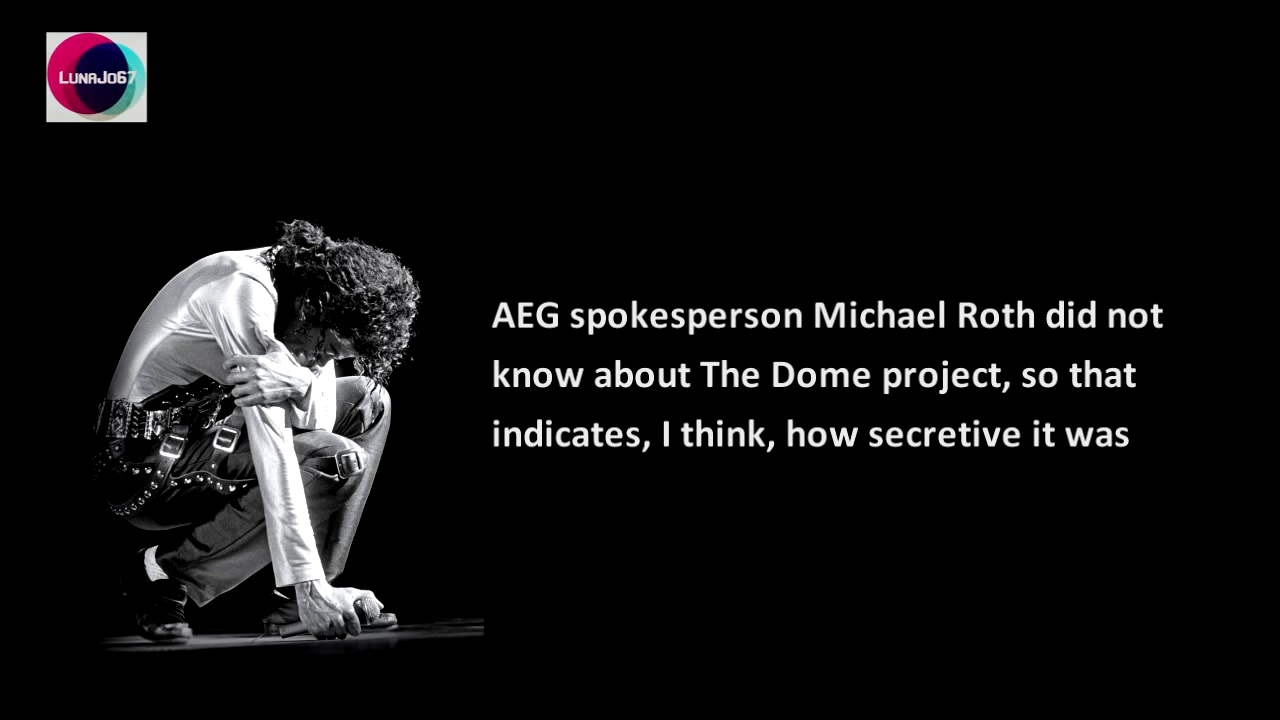 LUNAJO67
AEG spokesperson Michael Roth did not
know about The Dome project, so that
indicates, I think, how secretive it was